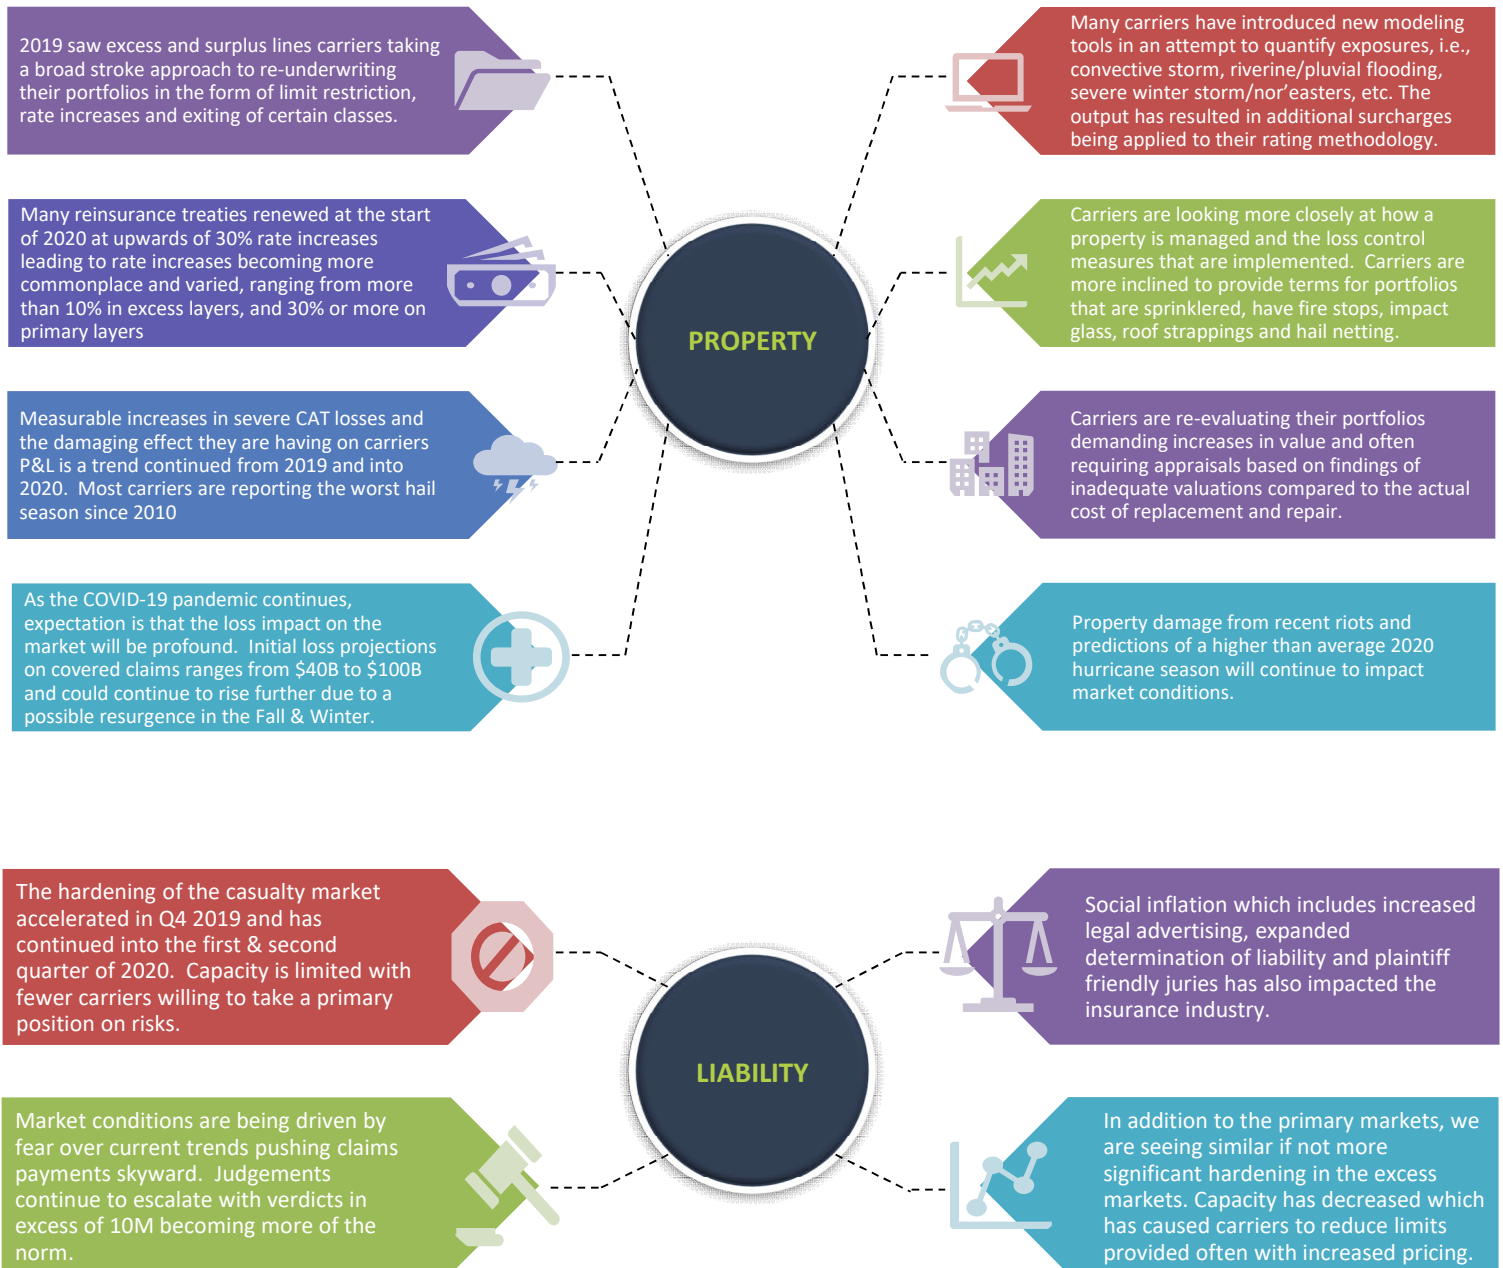 2019 saw excess and surplus lines carriers taking
a broad stroke approach to re-underwriting
their portfolios in the form of limit restriction,
rate increases and exiting of certain classes.
Many reinsurance treaties renewed at the start
of 2020 at upwards of 30% rate increases
leading to rate increases becoming more
commonplace and varied, ranging from more
than 10% in excess layers, and 30% or more on
primary layers
Measurable increases in severe CAT losses and
the damaging effect they are having on carriers
P&L is a trend continued from 2019 and into
2020.  Most carriers are reporting the worst hail
season since 2010
As the COVID-19 pandemic continues,
expectation is that the loss impact on the
market will be profound.  Initial loss projections
on covered claims ranges from $40B to $100B
and could continue to rise further due to a
possible resurgence in the Fall & Winter.
PROPERTY
Many carriers have introduced new modeling
tools in an attempt to quantify exposures, i.e.,
convective storm, riverine/pluvial flooding,
severe winter storm/nor’easters, etc. The
output has resulted in additional surcharges
being applied to their rating methodology.
Carriers are looking more closely at how a
property is managed and the loss control
measures that are implemented.  Carriers are
more inclined to provide terms for portfolios
that are sprinklered, have fire stops, impact
glass, roof strappings and hail netting.
Carriers are re-evaluating their portfolios
demanding increases in value and often
requiring appraisals based on findings of
inadequate valuations compared to the actual
cost of replacement and repair.
Property damage from recent riots and
predictions of a higher than average 2020
hurricane season will continue to impact
market conditions.
The hardening of the casualty market
accelerated in Q4 2019 and has
continued into the first & second
quarter of 2020.  Capacity is limited with
fewer carriers willing to take a primary
position on risks.
Market conditions are being driven by
fear over current trends pushing claims
payments skyward.  Judgements
continue to escalate with verdicts in
excess of 10M becoming more of the
norm.
LIABILITY
Social inflation which includes increased
legal advertising, expanded
determination of liability and plaintiff
friendly juries has also impacted the
insurance industry.
In addition to the primary markets, we
are seeing similar if not more
significant hardening in the excess
markets. Capacity has decreased which
has caused carriers to reduce limits
provided often with increased pricing.